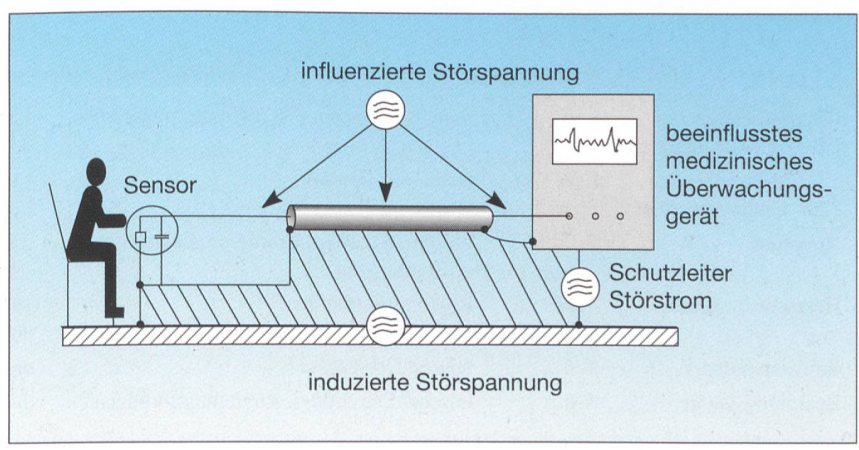 influenzierte Störspannung
Sensor
beeinflusstes
medizinisches
Überwachungs-
gerät
Schutzleiter
Störstrom
induzierte Störspannung